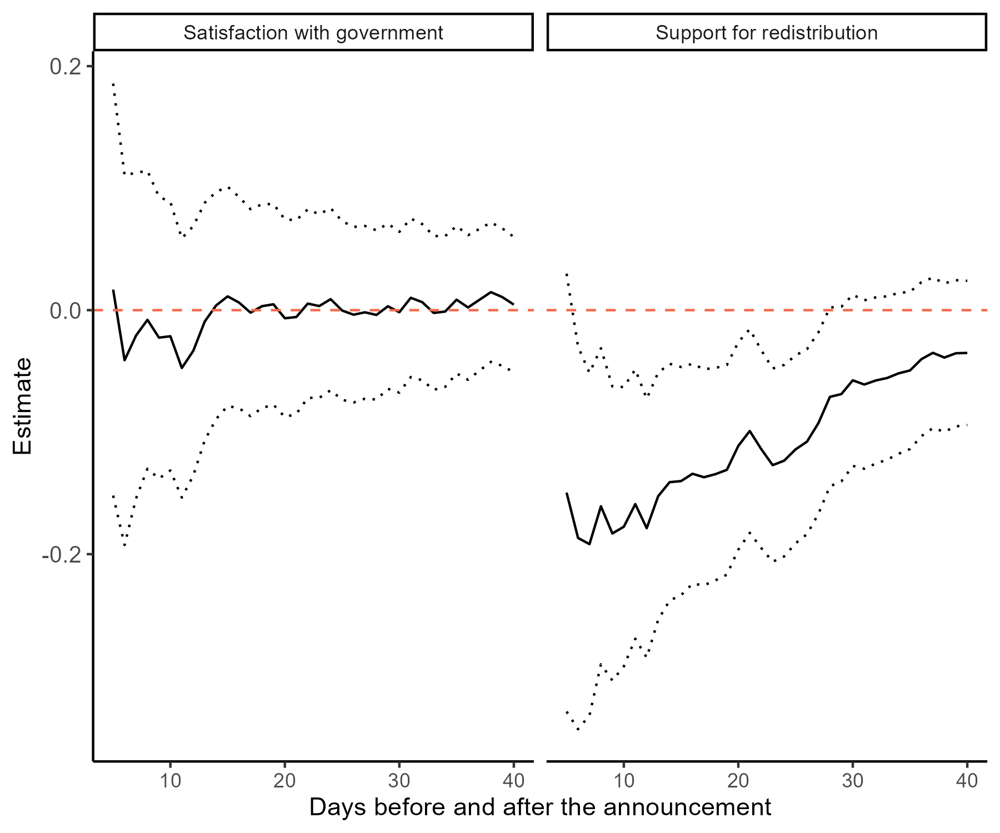 Satisfaction with government
Support for redistribution
0.2
0.0
-0.2
Estimate
10 20 30 40
10 20 30 40
Days before and after the announcement